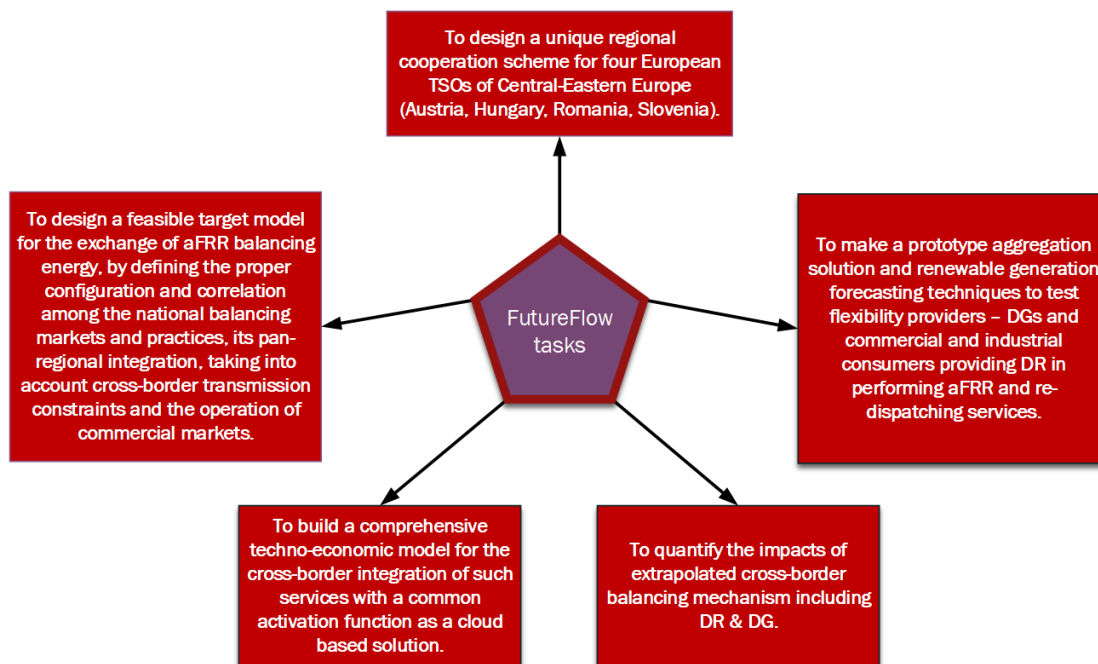 To design a unique regional
cooperation scheme for four European
TSOs of Central-Eastern Europe
(Austria, Hungary, Romania, Slovenia).
To design a feasible target model
for the exchange of aFRR balancing
energy, by defining the proper
configuration and correlation
among the national balancing
markets and practices, its pan-
regional integration, taking into
account cross-border transmission
constraints and the operation of
commercial markets.
FutureFlow
tasks
To make a prototype aggregation
solution and renewable generation
forecasting techniques to test
flexibility providers – DGs and
commercial and industrial
consumers providing DR in
performing aFRR and re-
dispatching services.
To build a comprehensive
techno-economic model for the
cross-border integration of such
services with a common
activation function as a cloud
based solution.
To quantify the impacts of
extrapolated cross-border
balancing mechanism including
DR & DG.